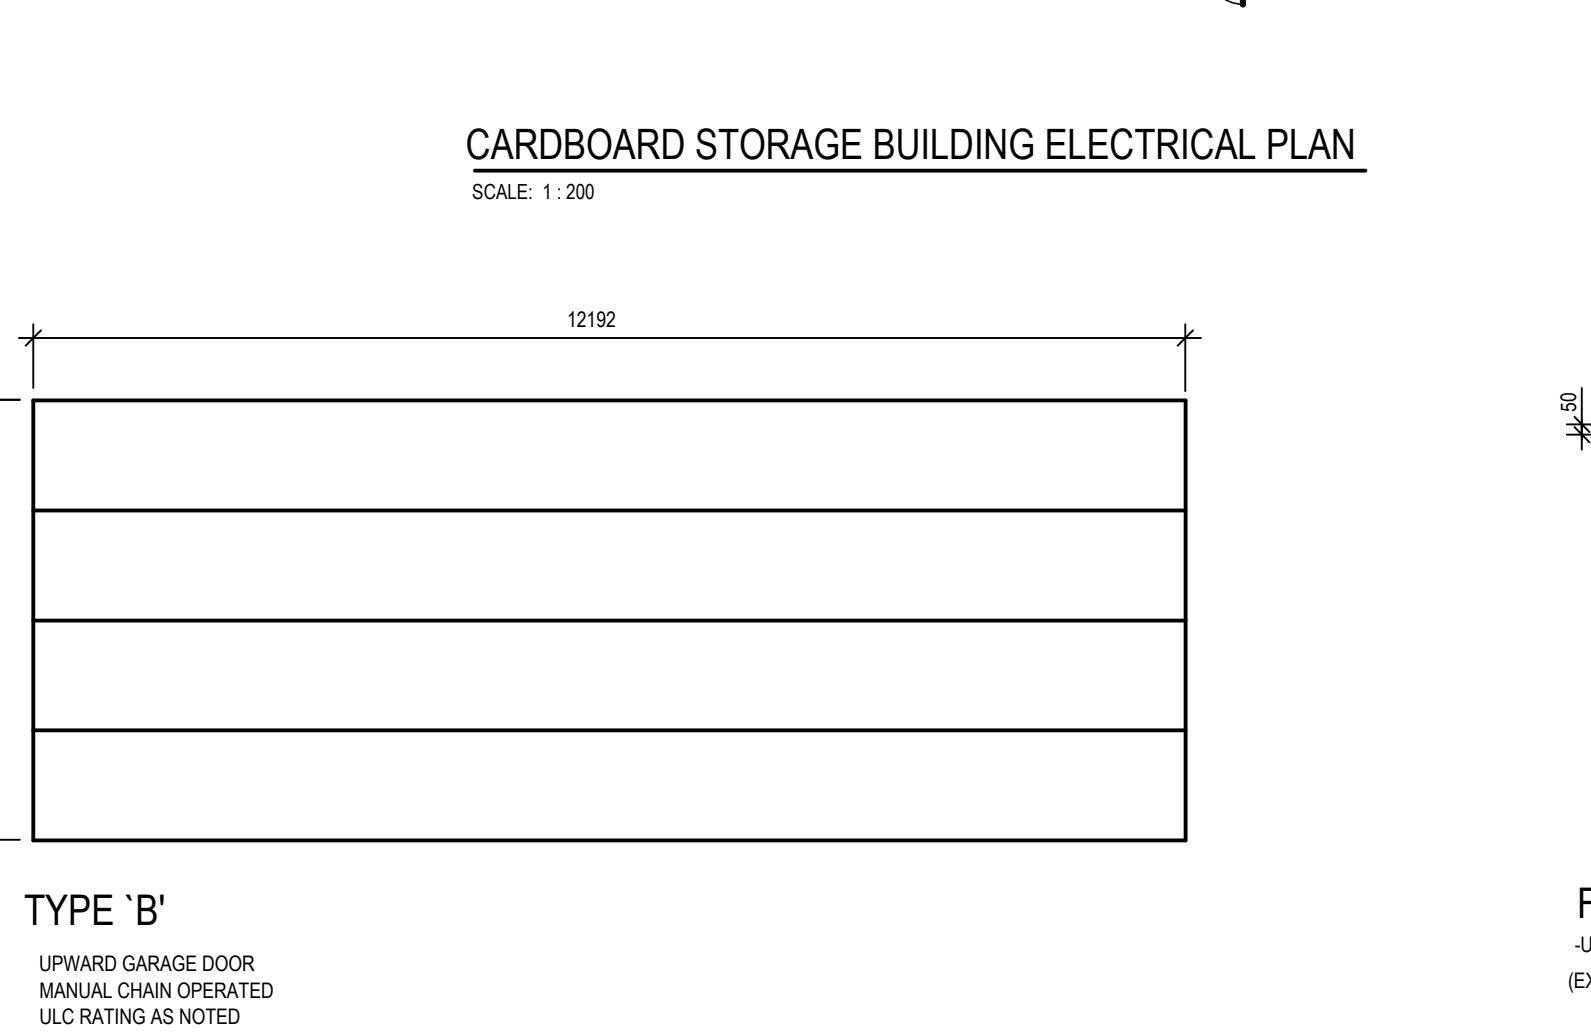 CARDBOARD STORAGE BUILDING ELECTRICAL PLAN
SCALE: 1 : 200
12192
50
TYPE `B'
UPWARD GARAGE DOOR
MANUAL CHAIN OPERATED
ULC RATING AS NOTED